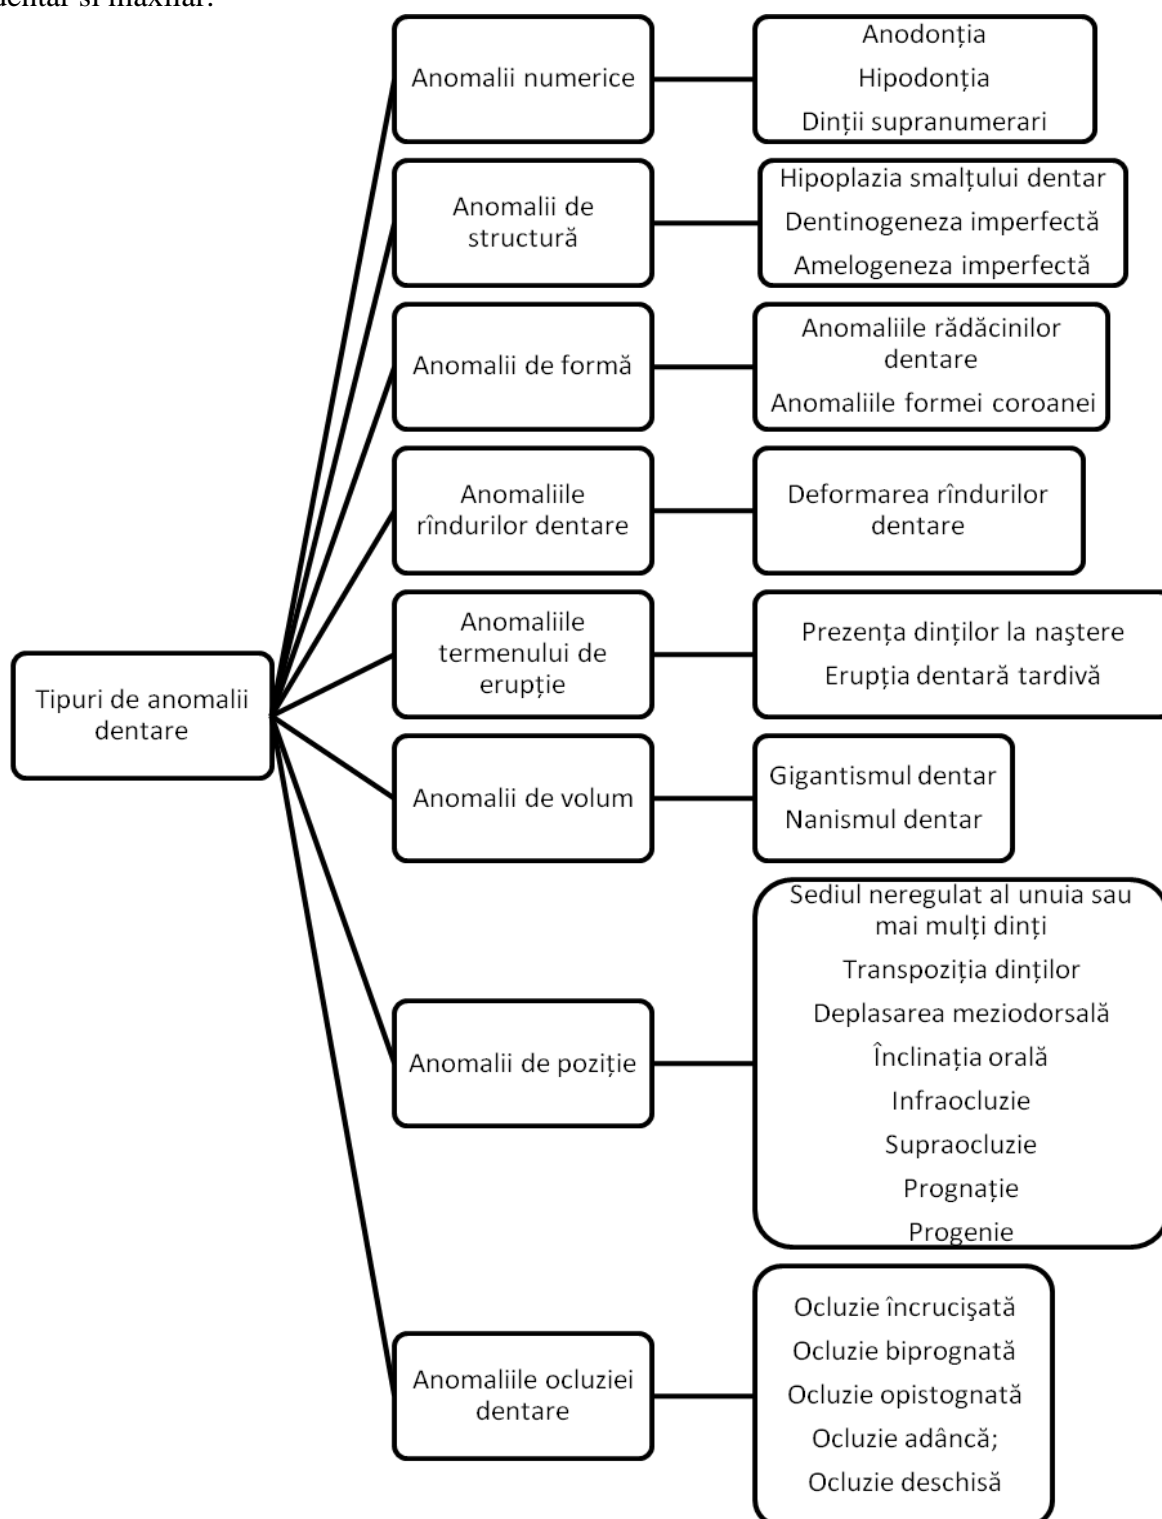 dentar si maxilar.
Anomalii numerice
Anodonția
Hipodonția
Dinții supranumerari
Anomalii de
structură
Hipoplazia smalțului dentar
Dentinogeneza imperfectă
Amelogeneza imperfectă
Anomalii de formă
Anomaliile rădăcinilor
dentare
Anomaliile formei coroanei
Anomaliile
rîndurilor dentare
Deformarea rîndurilor
dentare
Tipuri de anomalii
dentare
Anomaliile
termenului de
erupție
Prezența dinților la naştere
Erupția dentară tardivă
Anomalii de volum
Gigantismul dentar
Nanismul dentar
Anomalii de poziție
Sediul neregulat al unuia sau
mai mulți dinți
Transpoziția dinților
Deplasarea meziodorsală
Înclinația orală
Infraocluzie
Supraocluzie
Prognație
Progenie
Anomaliile ocluziei
dentare
Ocluzie încrucişată
Ocluzie biprognată
Ocluzie opistognată
Ocluzie adâncă;
Ocluzie deschisă